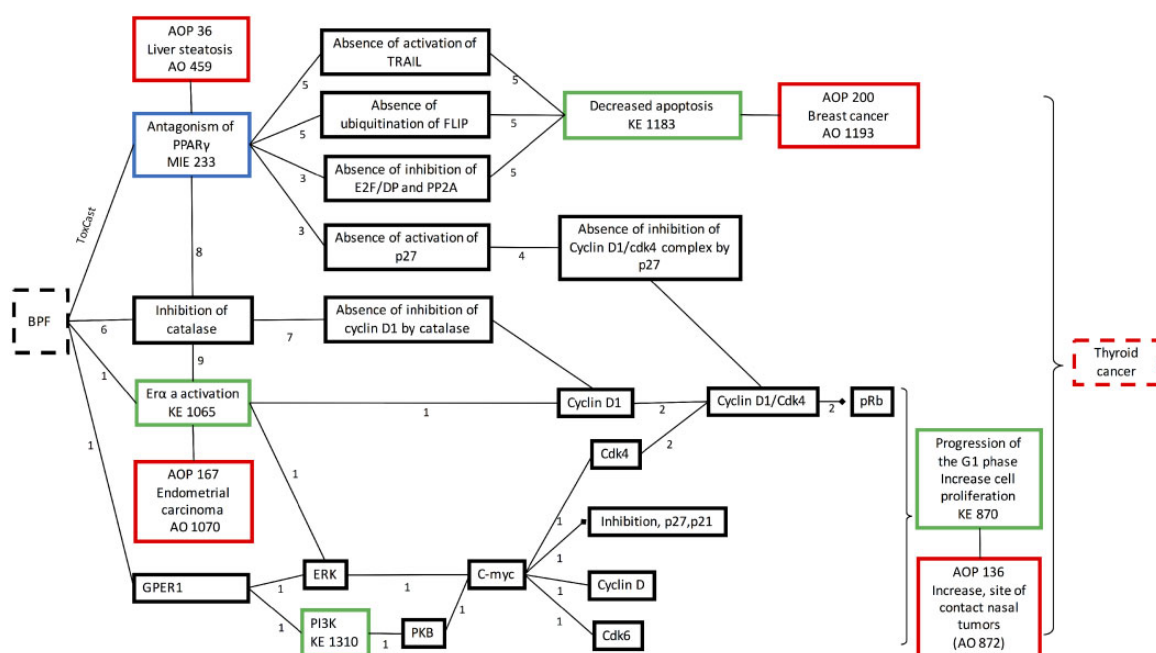 AOP 36
Liver steatosis
AO 459
Absence of activation of
TRAIL
5
5
Antagonism of
PPARγ
MIE 233
Absence of
ubiquitination of FLIP
5
5
Decreased apoptosis
KE 1183
AOP 200
Breast cancer
AO 1193
Absence of inhibition of
E2F/DP and PP2A
3
5
ToxCast
3
Absence of activation of
p27
4
Absence of inhibition of
Cyclin D1/cdk4 complex by
p27
8
BPF
6
Inhibition of
catalase
7
Absence of inhibition of
cyclin D1 by catalase
9
Thyroid
cancer
1
Erα a activation
KE 1065
1
Cyclin D1
2
Cyclin D1/Cdk4
2
pRb
1
1
Cdk4
2
Progression of
the G1 phase
Increase cell
proliferation
KE 870
AOP 167
Endometrial
carcinoma
AO 1070
1
Inhibition, p27,p21
1
GPER1
1
ERK
1
C-myc
1
Cyclin D
AOP 136
Increase, site of
contact nasal
tumors
(AO 872)
1
PI3K
KE 1310
1
PKB
1
1
Cdk6